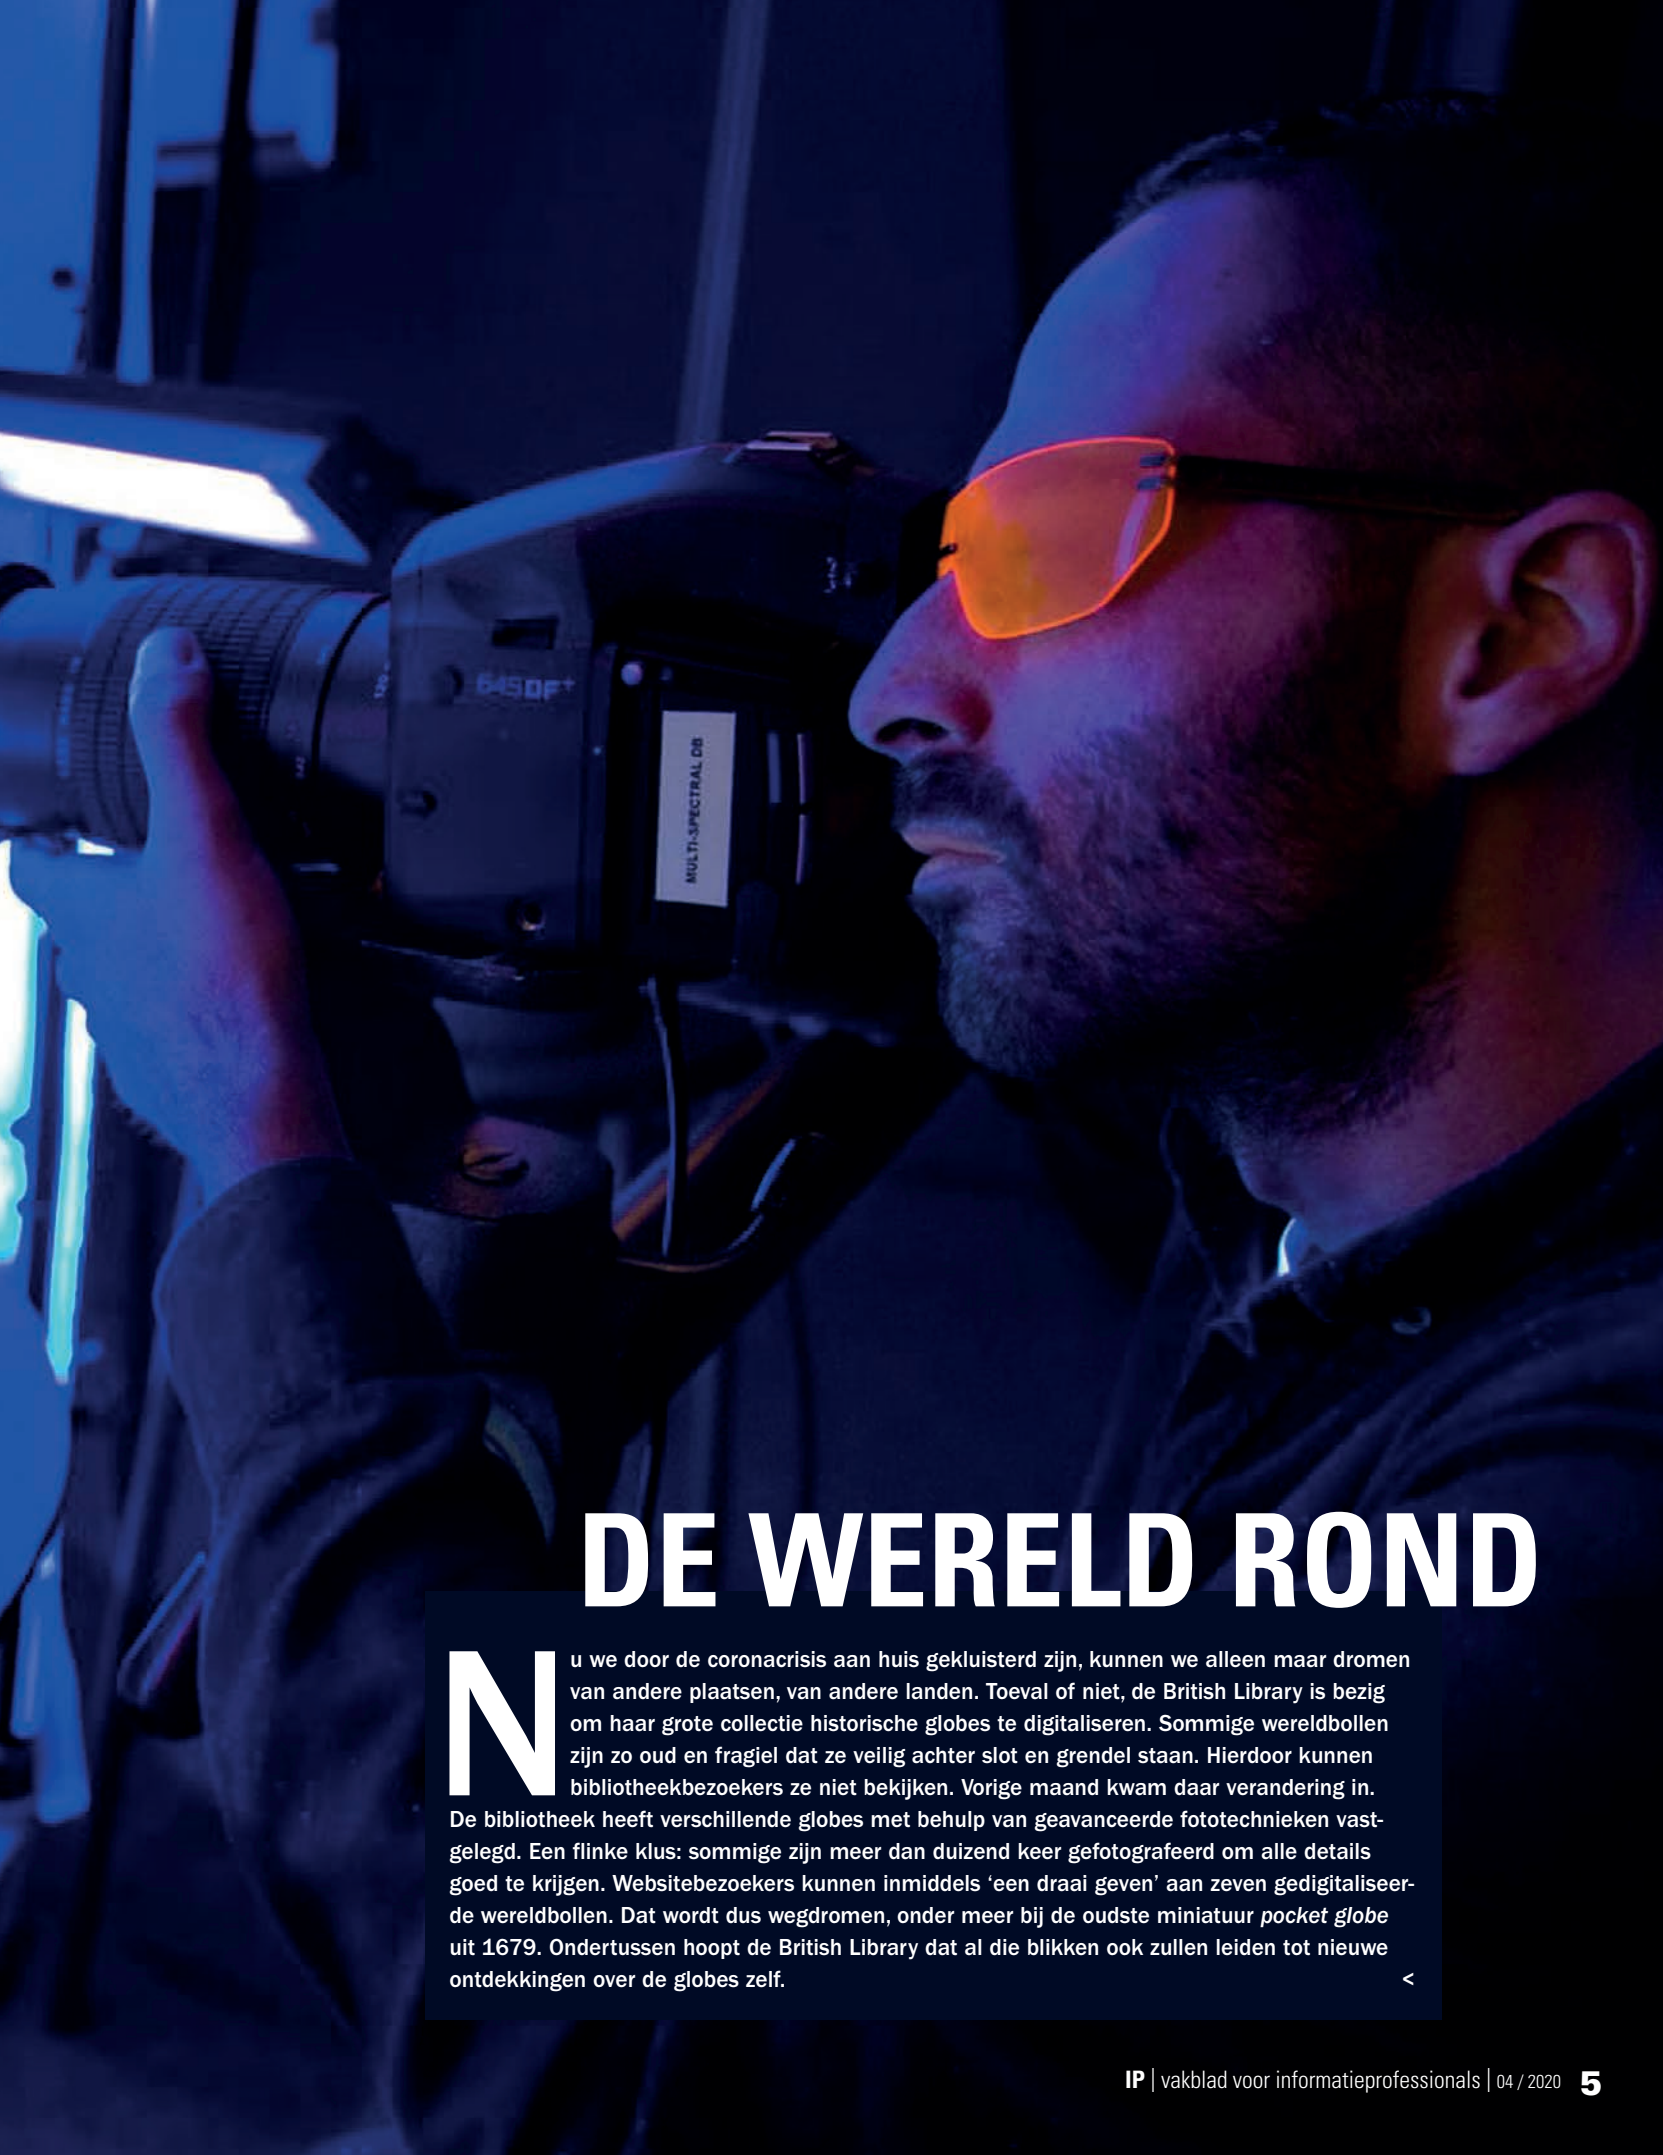 645DF+
MULTI-SPECTRAL DB
DE WERELD ROND
Nu we door de coronacrisis aan huis gekluisterd zijn, kunnen we alleen maar dromen
van andere plaatsen, van andere landen. Toeval of niet, de British Library is bezig
om haar grote collectie historische globes te digitaliseren. Sommige wereldbollen
zijn zo oud en fragiel dat ze veilig achter slot en grendel staan. Hierdoor kunnen
bibliotheekbezoekers ze niet bekijken. Vorige maand kwam daar verandering in.
De bibliotheek heeft verschillende globes met behulp van geavanceerde fototechnieken vast-
gelegd. Een flinke klus: sommige zijn meer dan duizend keer gefotografeerd om alle details
goed te krijgen. Websitebezoekers kunnen inmiddels ‘een draai geven’ aan zeven gedigitaliseer-
de wereldbollen. Dat wordt dus wegdromen, onder meer bij de oudste miniatuur pocket globe
uit 1679. Ondertussen hoopt de British Library dat al die blikken ook zullen leiden tot nieuwe
ontdekkingen over de globes zelf. <
IP | vakblad voor informatieprofessionals | 04 / 2020 5